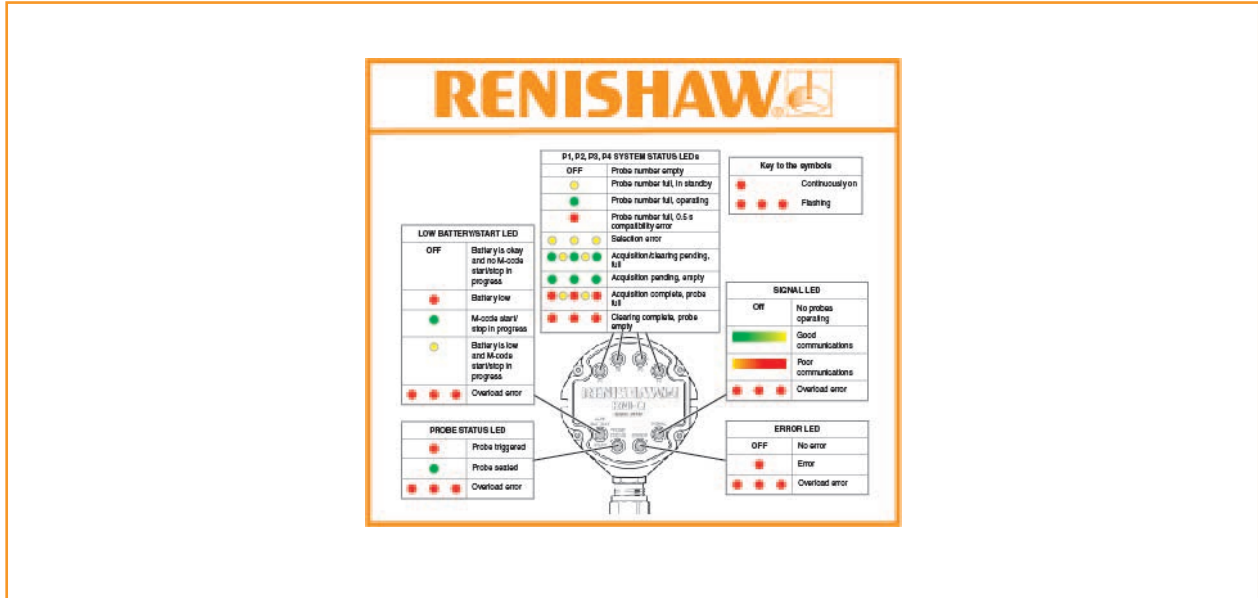 RENISHAW
P1, P2, P3, P4 SYSTEM STATUS LEDs
OFF Probe number empty
Probe number full, in standby
Probe number full, operating
Probe number full, 0.5 s
compatibility error
Selection error
Acquisition/clearing pending,
full
Acquisition pending, empty
Acquisition complete, probe
full
Clearing complete, probe
empty
Key to the symbols
Continuously on
Flashing
LOW BATTERY/START LED
OFF Battery is okay
and no M-code
start/stop in
progress
Battery low
M-code start/
stop in progress
Battery is low
and M-code
start/stop in
progress
Overload error
SIGNAL LED
Off No probes
operating
Good
communications
Poor
communications
Overload error
RENISHAW
RMI-Q
PROBE STATUS LED
Probe triggered
Probe seated
Overload error
ERROR LED
OFF No error
Error
Overload error